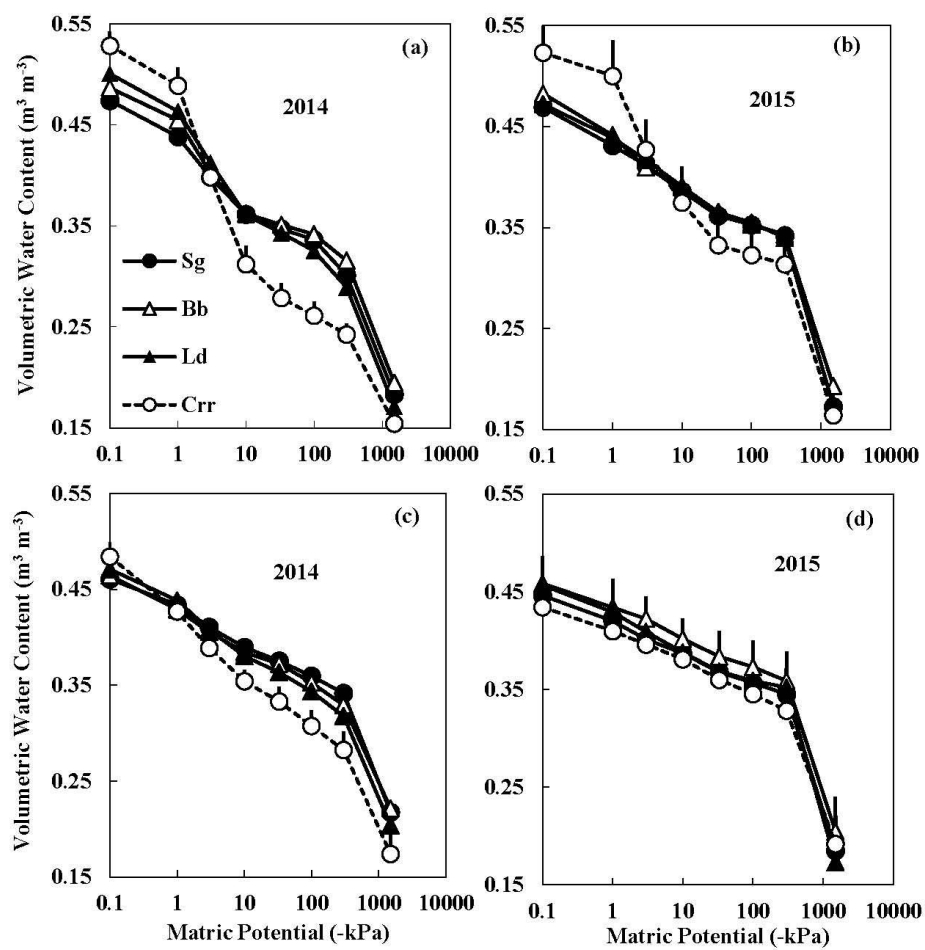 0.55
0.45
0.35
0.25
0.15
0.1 1 10 100 1000 10000
Volumetric Water Content (m³ m⁻³)
(a)
2014
Sg
Bb
Ld
Crr
0.55
0.45
0.35
0.25
0.15
0.1 1 10 100 1000 10000
(b)
2015
0.55
0.45
0.35
0.25
0.15
0.1 1 10 100 1000 10000
Volumetric Water Content (m³ m⁻³)
Matric Potential (-kPa)
(c)
2014
0.55
0.45
0.35
0.25
0.15
0.1 1 10 100 1000 10000
Matric Potential (-kPa)
(d)
2015